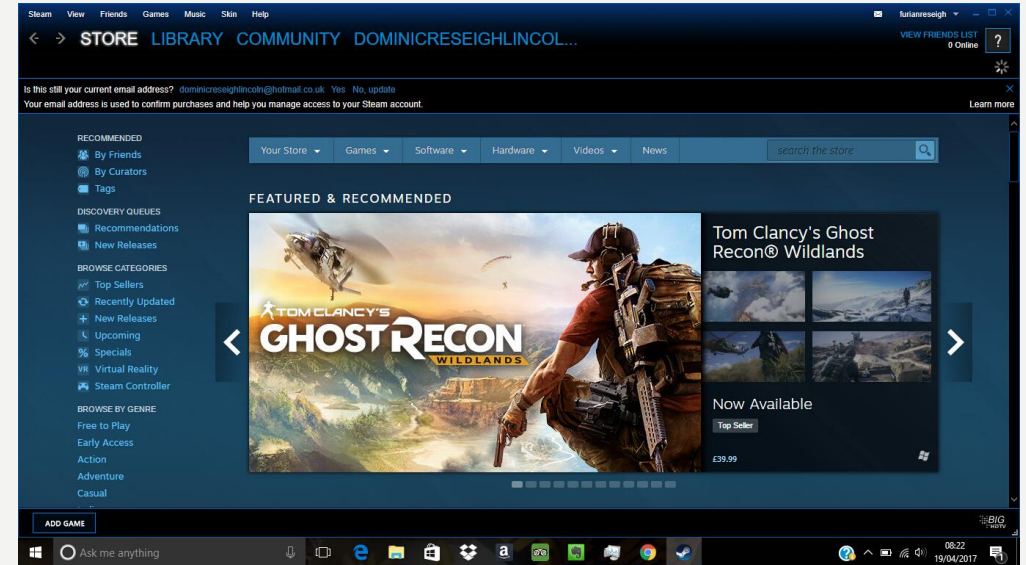 Steam View Friends Games Music Skin Help
furianreseigh
STORE LIBRARY COMMUNITY DOMINICRESEIGHLINCOL...
VIEW FRIENDS LIST
0 Online
?
Is this still your current email address? dominicreseighlincoln@hotmail.co.uk Yes No, update
Your email address is used to confirm purchases and help you manage access to your Steam account.
Learn more
RECOMMENDED
By Friends
By Curators
Tags
DISCOVERY QUEUES
Recommendations
New Releases
BROWSE CATEGORIES
Top Sellers
Recently Updated
New Releases
Upcoming
% Specials
VR Virtual Reality
Steam Controller
BROWSE BY GENRE
Free to Play
Early Access
Action
Adventure
Casual
Your Store Games Software Hardware Videos News
search the store
FEATURED & RECOMMENDED
TOM CLANCY'S
GHOST RECON
WILDLANDS
Tom Clancy's Ghost
Recon® Wildlands
Now Available
Top Seller
£39.99
ADD GAME
BIG
Ask me anything
08:22
19/04/2017